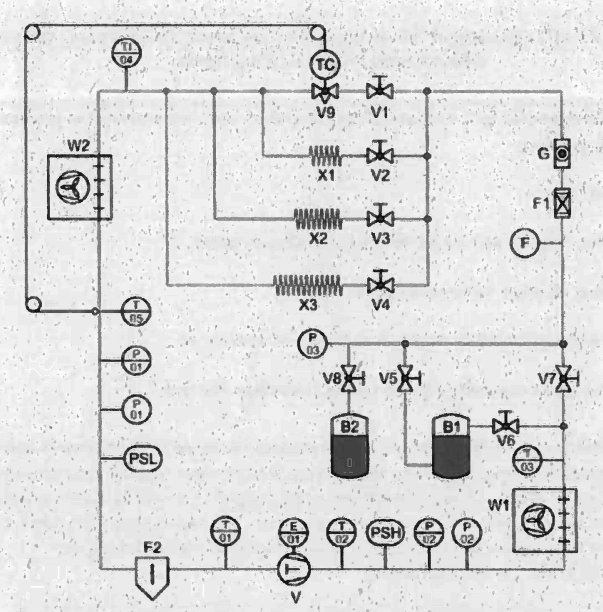 TI
04
TC
V9
V1
W2
G
X1
V2
F1
X2
V3
F
X3
V4
T
05
P
03
P
01
V8
V5
V7
P
01
B2
B1
V6
PSL
T
03
W1
F2
T
01
E
01
T
02
PSH
P
02
P
02
V